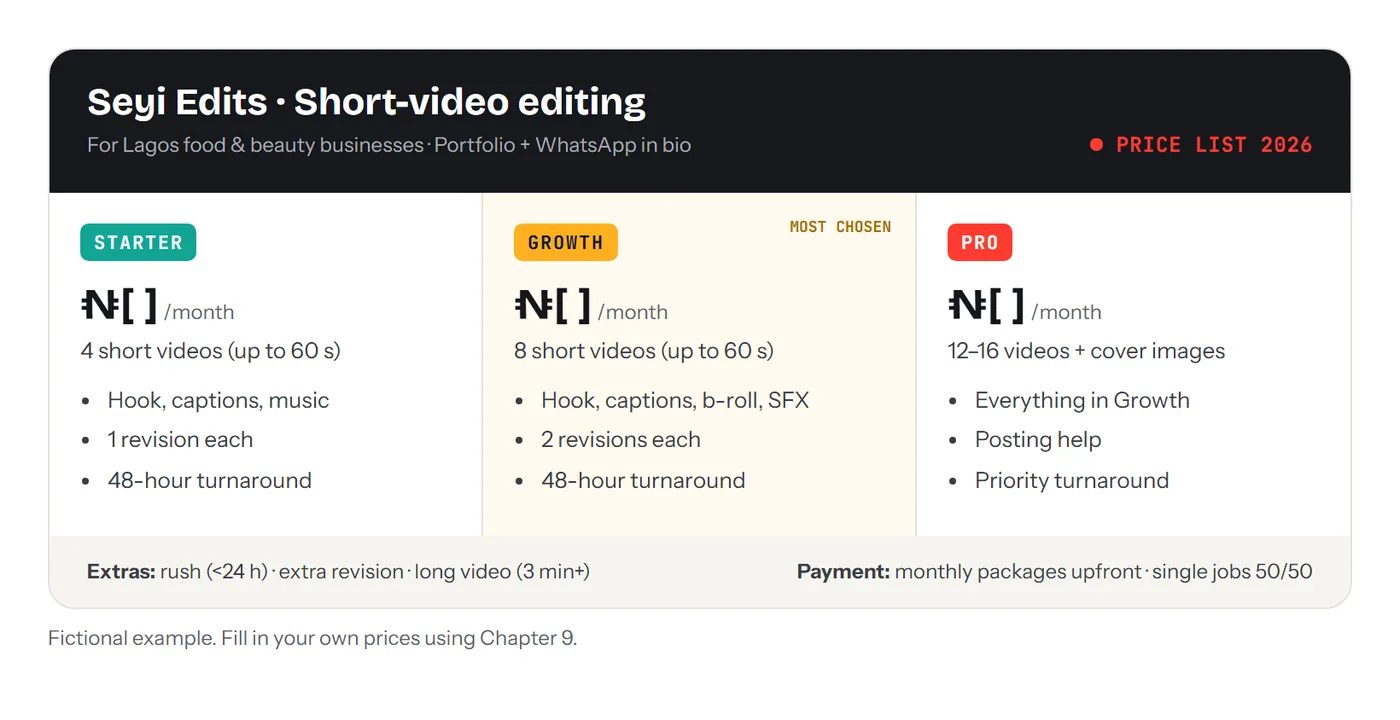 Seyi Edits · Short-video editing
For Lagos food & beauty businesses · Portfolio + WhatsApp in bio
PRICE LIST 2026
STARTER
₦[ ] /month
4 short videos (up to 60 s)
• Hook, captions, music
• 1 revision each
• 48-hour turnaround
GROWTH
MOST CHOSEN
₦[ ] /month
8 short videos (up to 60 s)
• Hook, captions, b-roll, SFX
• 2 revisions each
• 48-hour turnaround
PRO
₦[ ] /month
12–16 videos + cover images
• Everything in Growth
• Posting help
• Priority turnaround
Extras: rush (<24 h) · extra revision · long video (3 min+)
Payment: monthly packages upfront · single jobs 50/50
Fictional example. Fill in your own prices using Chapter 9.